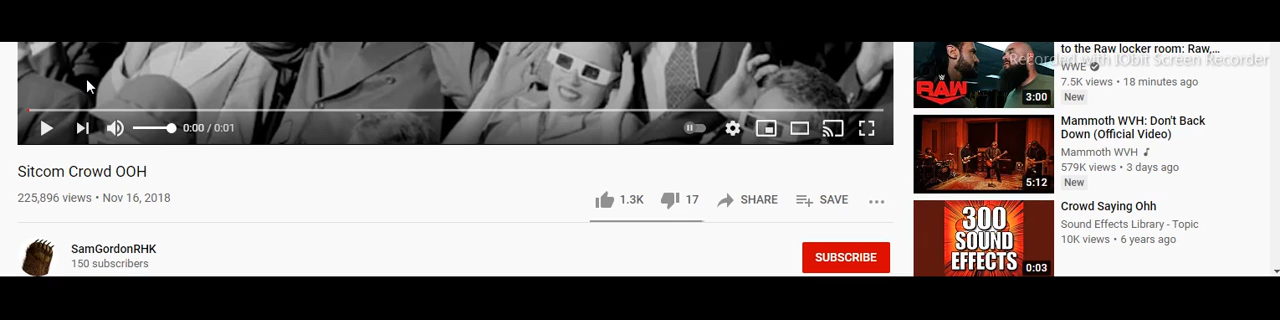 0:00 / 0:01
Sitcom Crowd OOH
225,896 views • Nov 16, 2018
1.3K
17
SHARE
SAVE
SamGordonRHK
150 subscribers
SUBSCRIBE
to the Raw locker room: Raw,...
Recorded with IObit Screen Recorder
WWE
7.5K views • 18 minutes ago
New
RAW
3:00
Mammoth WVH: Don't Back
Down (Official Video)
Mammoth WVH
579K views • 3 days ago
New
5:12
Crowd Saying Ohh
Sound Effects Library - Topic
10K views • 6 years ago
300
SOUND
EFFECTS
0:03